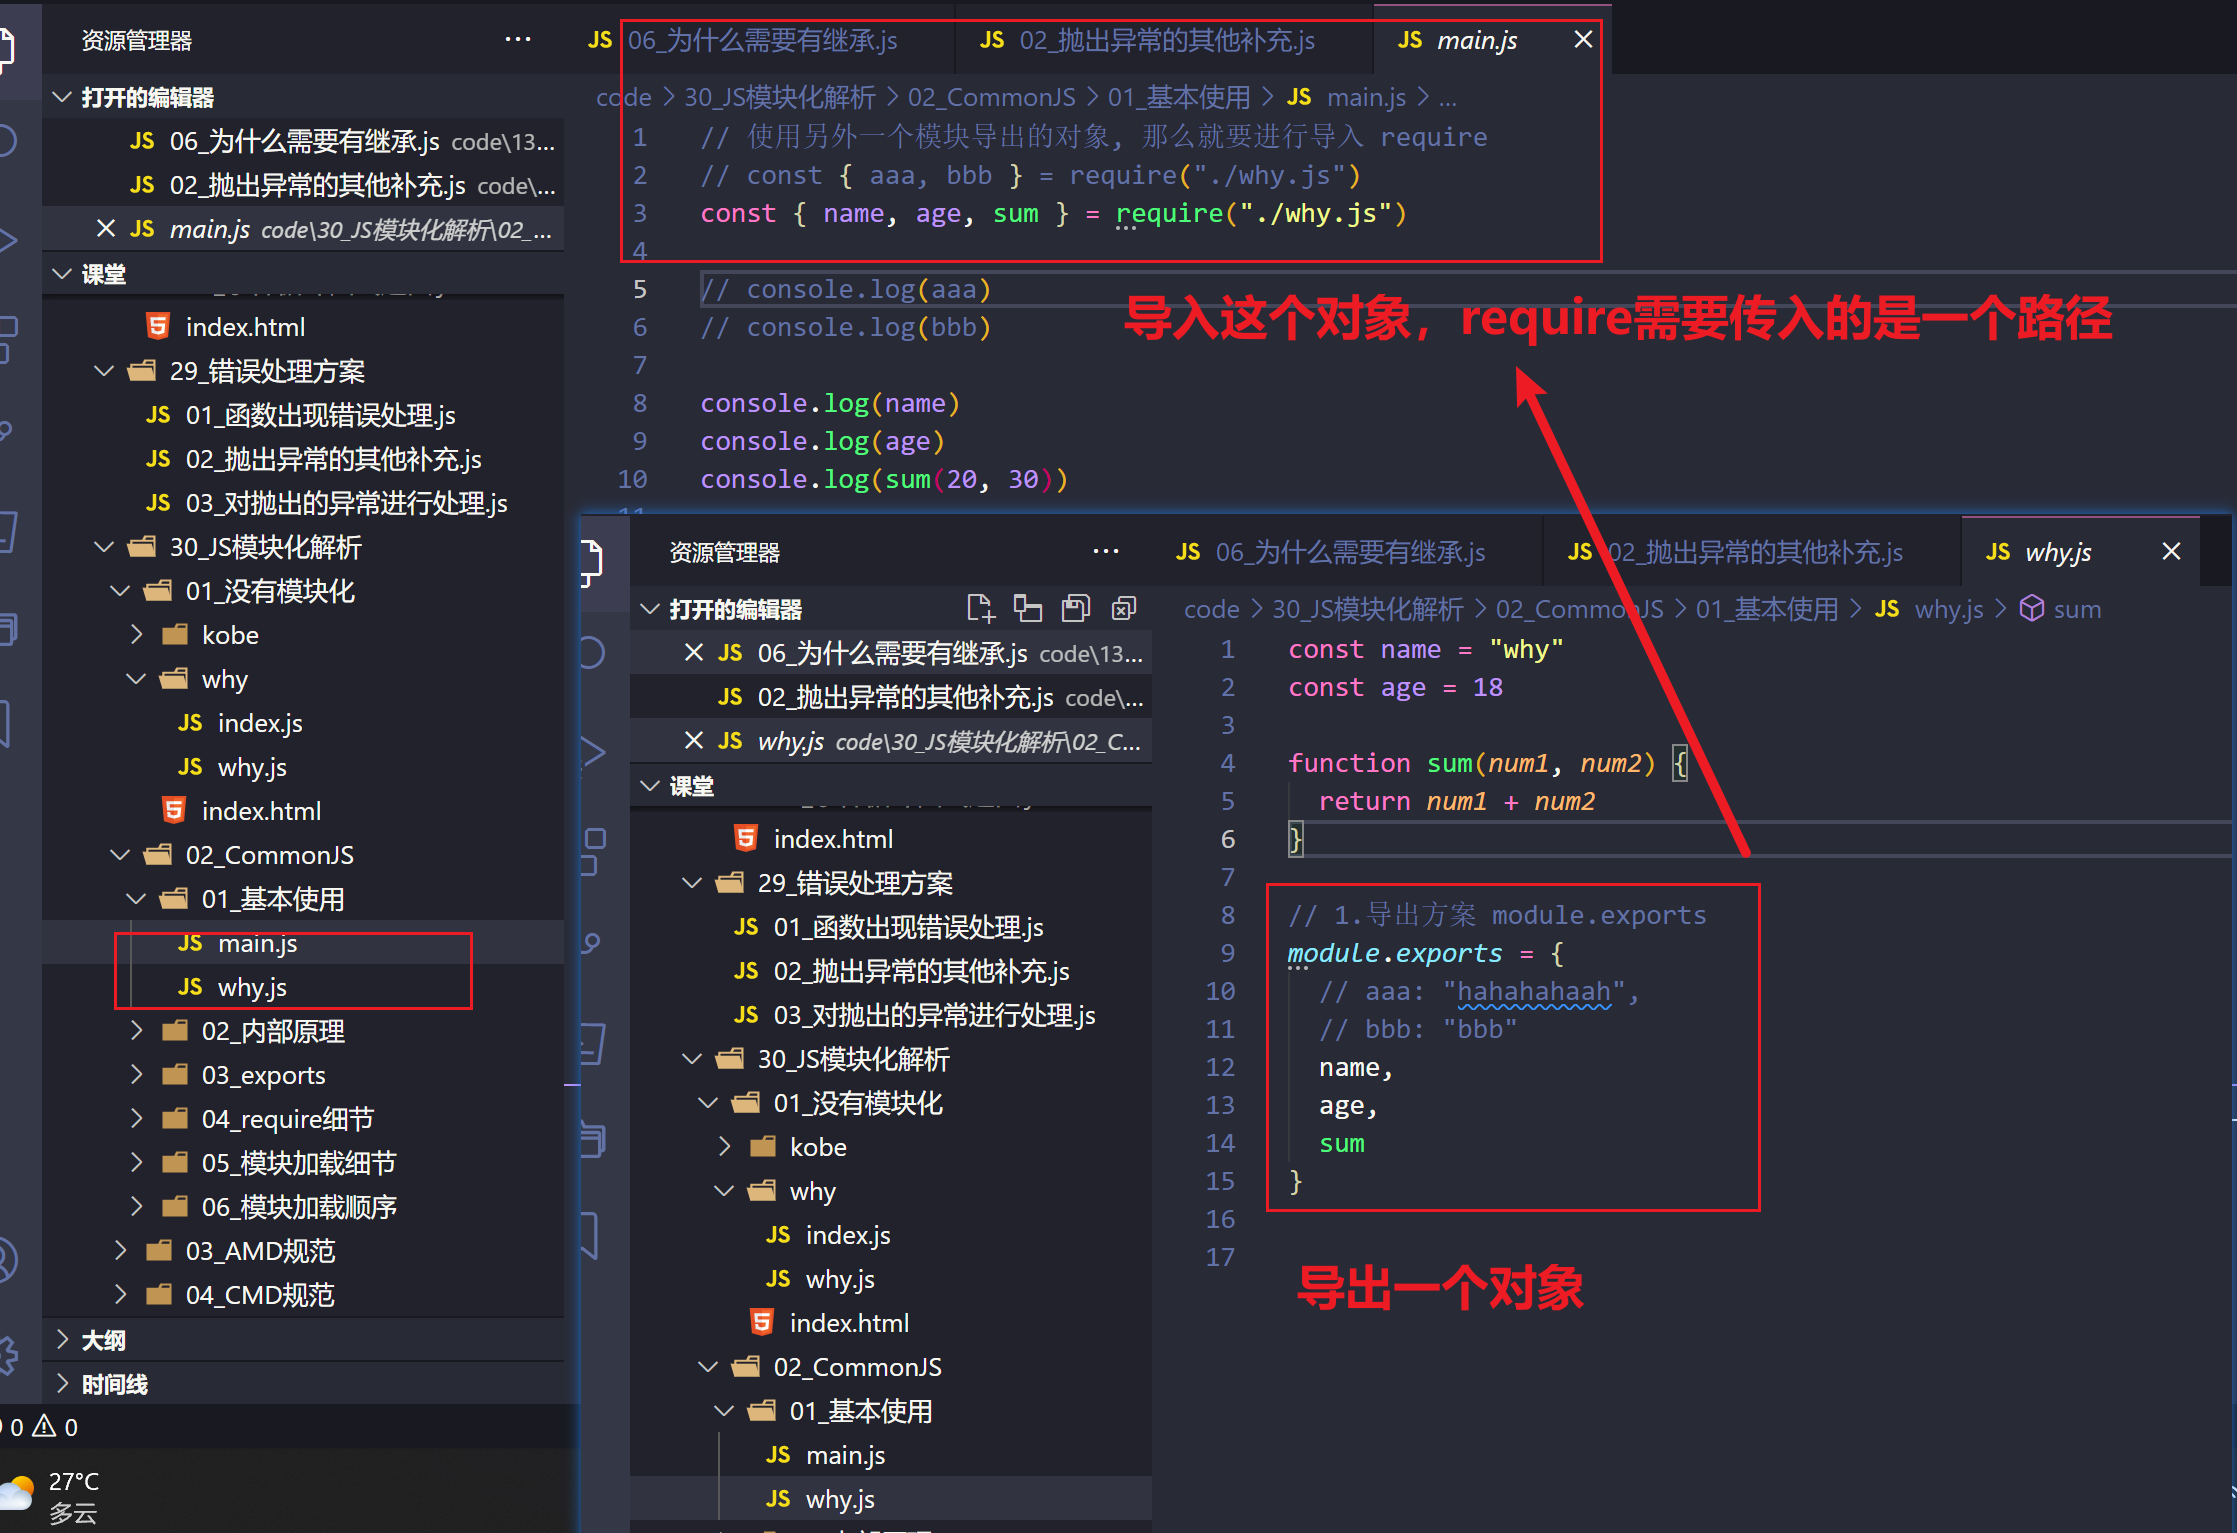 资源管理器 ···
打开的编辑器
JS 06_为什么需要有继承.js code\13...
JS 02_抛出异常的其他补充.js code\...
JS main.js code\30_JS模块化解析\02_...
课堂
index.html
29_错误处理方案
JS 01_函数出现错误处理.js
JS 02_抛出异常的其他补充.js
JS 03_对抛出的异常进行处理.js
30_JS模块化解析
01_没有模块化
kobe
why
JS index.js
JS why.js
index.html
02_CommonJS
01_基本使用
JS main.js
JS why.js
02_内部原理
03_exports
04_require细节
05_模块加载细节
06_模块加载顺序
03_AMD规范
04_CMD规范
大纲
时间线
0 0
27°C
多云
JS 06_为什么需要有继承.js JS 02_抛出异常的其他补充.js JS main.js
code > 30_JS模块化解析 > 02_CommonJS > 01_基本使用 > JS main.js > ...
1 // 使用另外一个模块导出的对象, 那么就要进行导入 require
2 // const { aaa, bbb } = require("./why.js")
3 const { name, age, sum } = require("./why.js")
4
5 // console.log(aaa)
6 // console.log(bbb)
7
8 console.log(name)
9 console.log(age)
10 console.log(sum(20, 30))
11
导入这个对象，require需要传入的是一个路径
资源管理器 ···
打开的编辑器
JS 06_为什么需要有继承.js code\13...
JS 02_抛出异常的其他补充.js code\...
JS why.js code\30_JS模块化解析\02_C...
课堂
index.html
29_错误处理方案
JS 01_函数出现错误处理.js
JS 02_抛出异常的其他补充.js
JS 03_对抛出的异常进行处理.js
30_JS模块化解析
01_没有模块化
kobe
why
JS index.js
JS why.js
index.html
02_CommonJS
01_基本使用
JS main.js
JS why.js
JS 06_为什么需要有继承.js JS 02_抛出异常的其他补充.js JS why.js
code > 30_JS模块化解析 > 02_CommonJS > 01_基本使用 > JS why.js > sum
1 const name = "why"
2 const age = 18
3
4 function sum(num1, num2) {
5 return num1 + num2
6 }
7
8 // 1.导出方案 module.exports
9 module.exports = {
10 // aaa: "hahahahaah",
11 // bbb: "bbb"
12 name,
13 age,
14 sum
15 }
16
17
导出一个对象